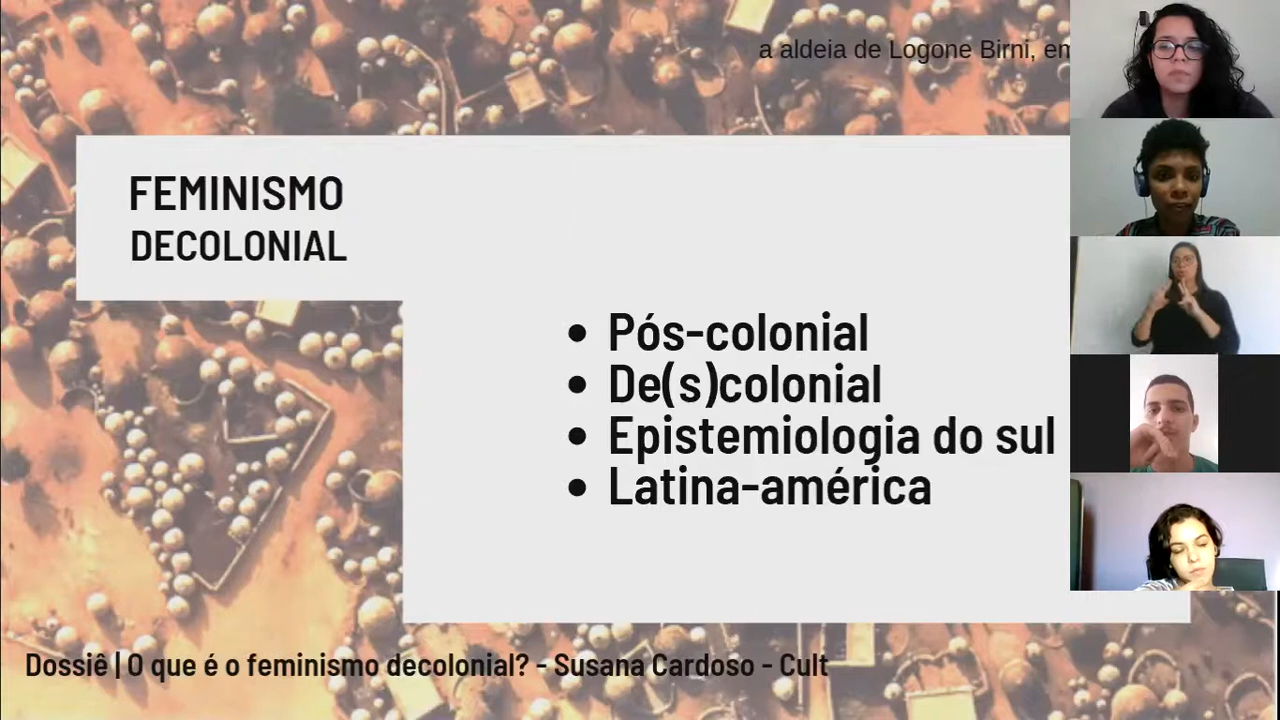 a aldeia de Logone Birni, em
FEMINISMO
DECOLONIAL
• Pós-colonial
• De(s)colonial
• Epistemiologia do sul
• Latina-américa
Dossiê | O que é o feminismo decolonial? - Susana Cardoso - Cult